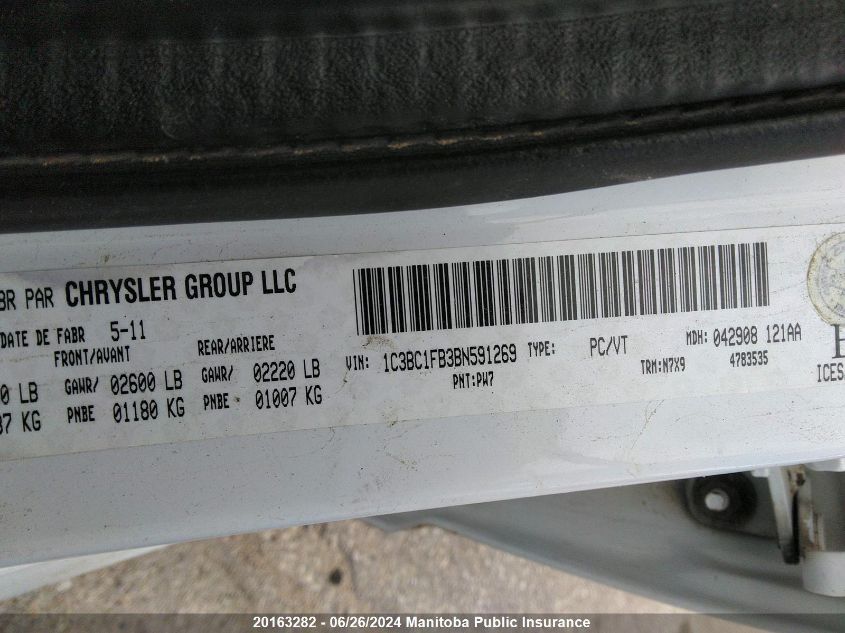 BR PAR CHRYSLER GROUP LLC
DATE DE FABR 5-11
FRONT/AVANT REAR/ARRIERE
0 LB GAWR/ 02600 LB GAWR/ 02220 LB
37 KG PNBE 01180 KG PNBE 01007 KG
VIN: 1C3BC1FB3BN591269 TYPE: PC/VT MDH: 042908 121AA
PNT:PW7 TRM:N7X9 4783535
ICES
20163282 - 06/26/2024 Manitoba Public Insurance